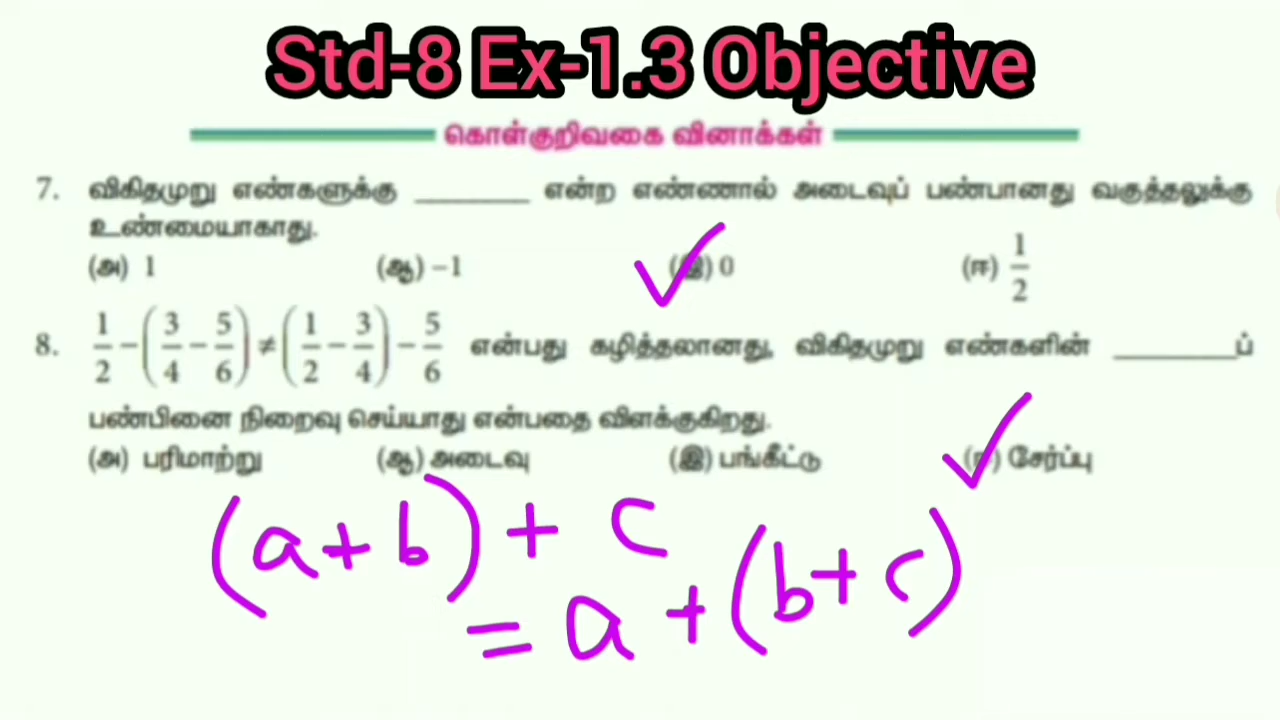 Std-8 Ex-1.3 Objective
கொள்குறிவகை வினாக்கள்
7. விகிதமுறு எண்களுக்கு ________ என்ற எண்ணால் அடைவுப் பண்பானது வகுத்தலுக்கு
உண்மையாகாது.
(அ) 1 (ஆ) –1 (இ) 0 (ஈ) 1/2
8. 1/2 – (3/4 – 5/6) ≠ (1/2 – 3/4) – 5/6 என்பது கழித்தலானது, விகிதமுறு எண்களின் ________ப்
பண்பினை நிறைவு செய்யாது என்பதை விளக்குகிறது.
(அ) பரிமாற்று (ஆ) அடைவு (இ) பங்கீட்டு (ஈ) சேர்ப்பு
(a+b)+c
=a+(b+c)